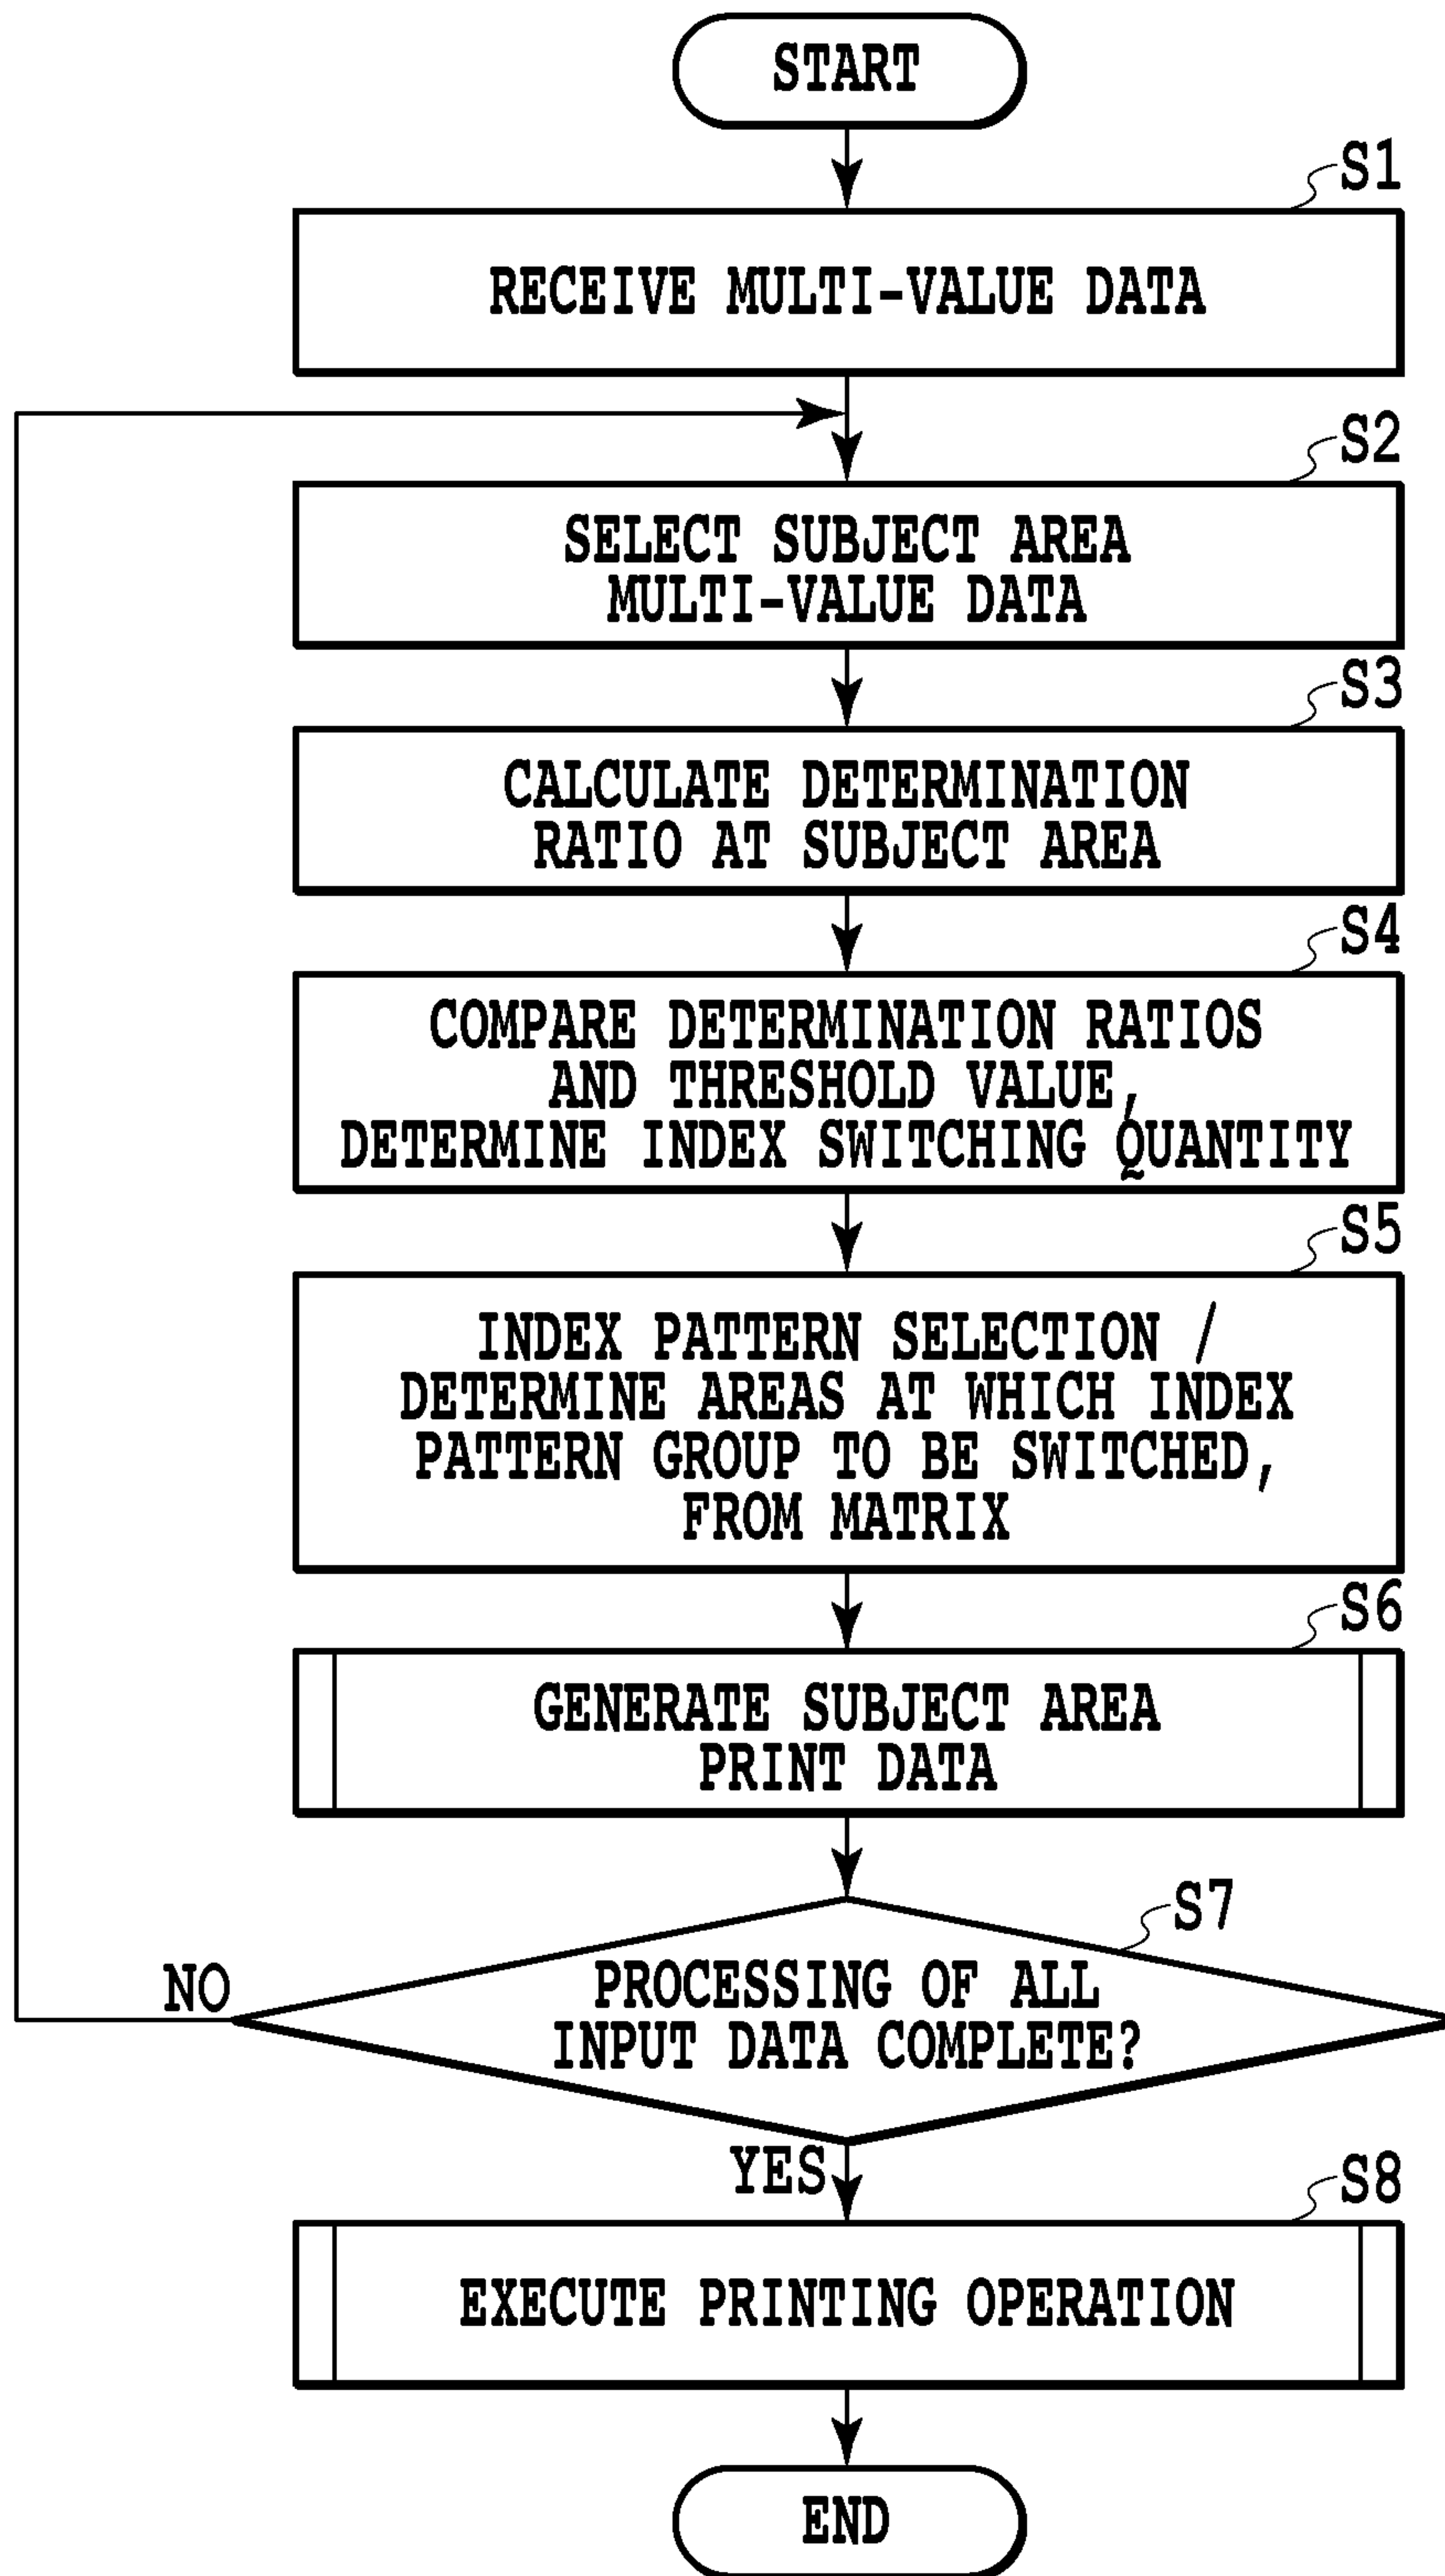 START
S1
RECEIVE MULTI-VALUE DATA
S2
SELECT SUBJECT AREA
MULTI-VALUE DATA
S3
CALCULATE DETERMINATION
RATIO AT SUBJECT AREA
S4
COMPARE DETERMINATION RATIOS
AND THRESHOLD VALUE,
DETERMINE INDEX SWITCHING QUANTITY
S5
INDEX PATTERN SELECTION /
DETERMINE AREAS AT WHICH INDEX
PATTERN GROUP TO BE SWITCHED,
FROM MATRIX
S6
GENERATE SUBJECT AREA
PRINT DATA
S7
NO
PROCESSING OF ALL
INPUT DATA COMPLETE?
YES
S8
EXECUTE PRINTING OPERATION
END